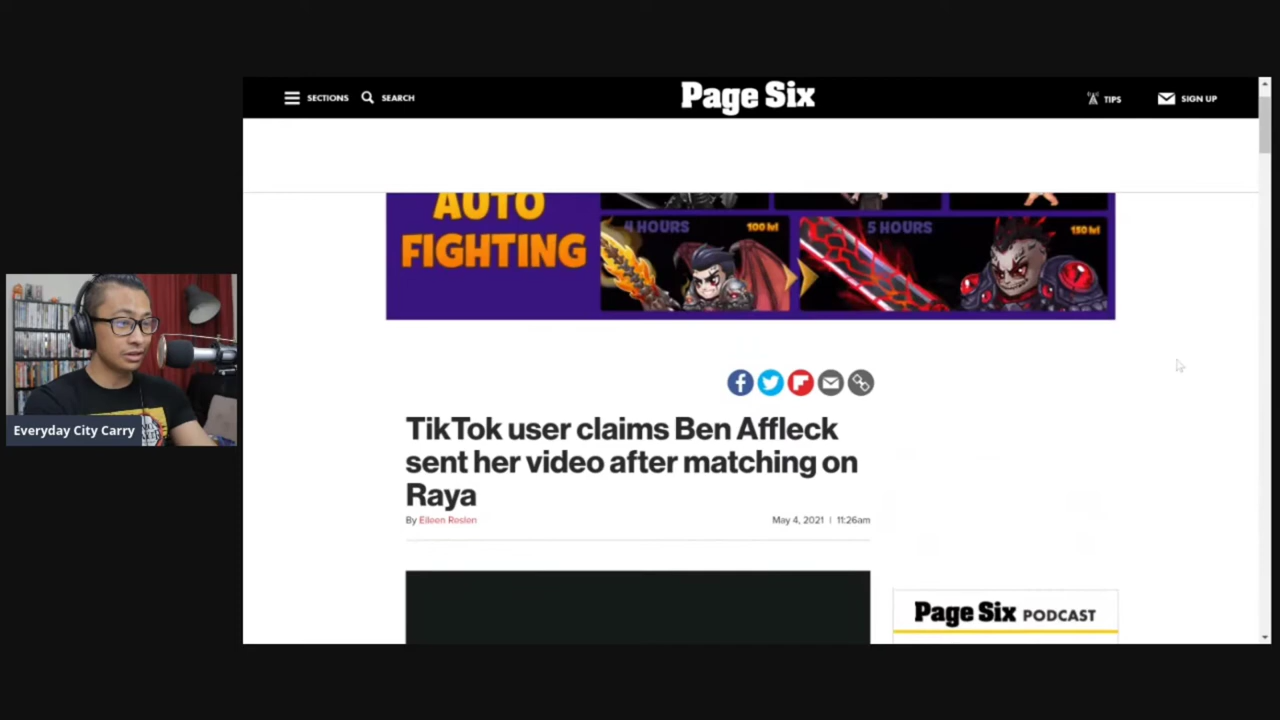 SECTIONS
SEARCH
Page Six
TIPS
SIGN UP
AUTO
FIGHTING
4 HOURS
100 lvl
5 HOURS
150 lvl
TikTok user claims Ben Affleck
sent her video after matching on
Raya
By Eileen Reslen
May 4, 2021 | 11:26am
Page Six PODCAST
Everyday City Carry